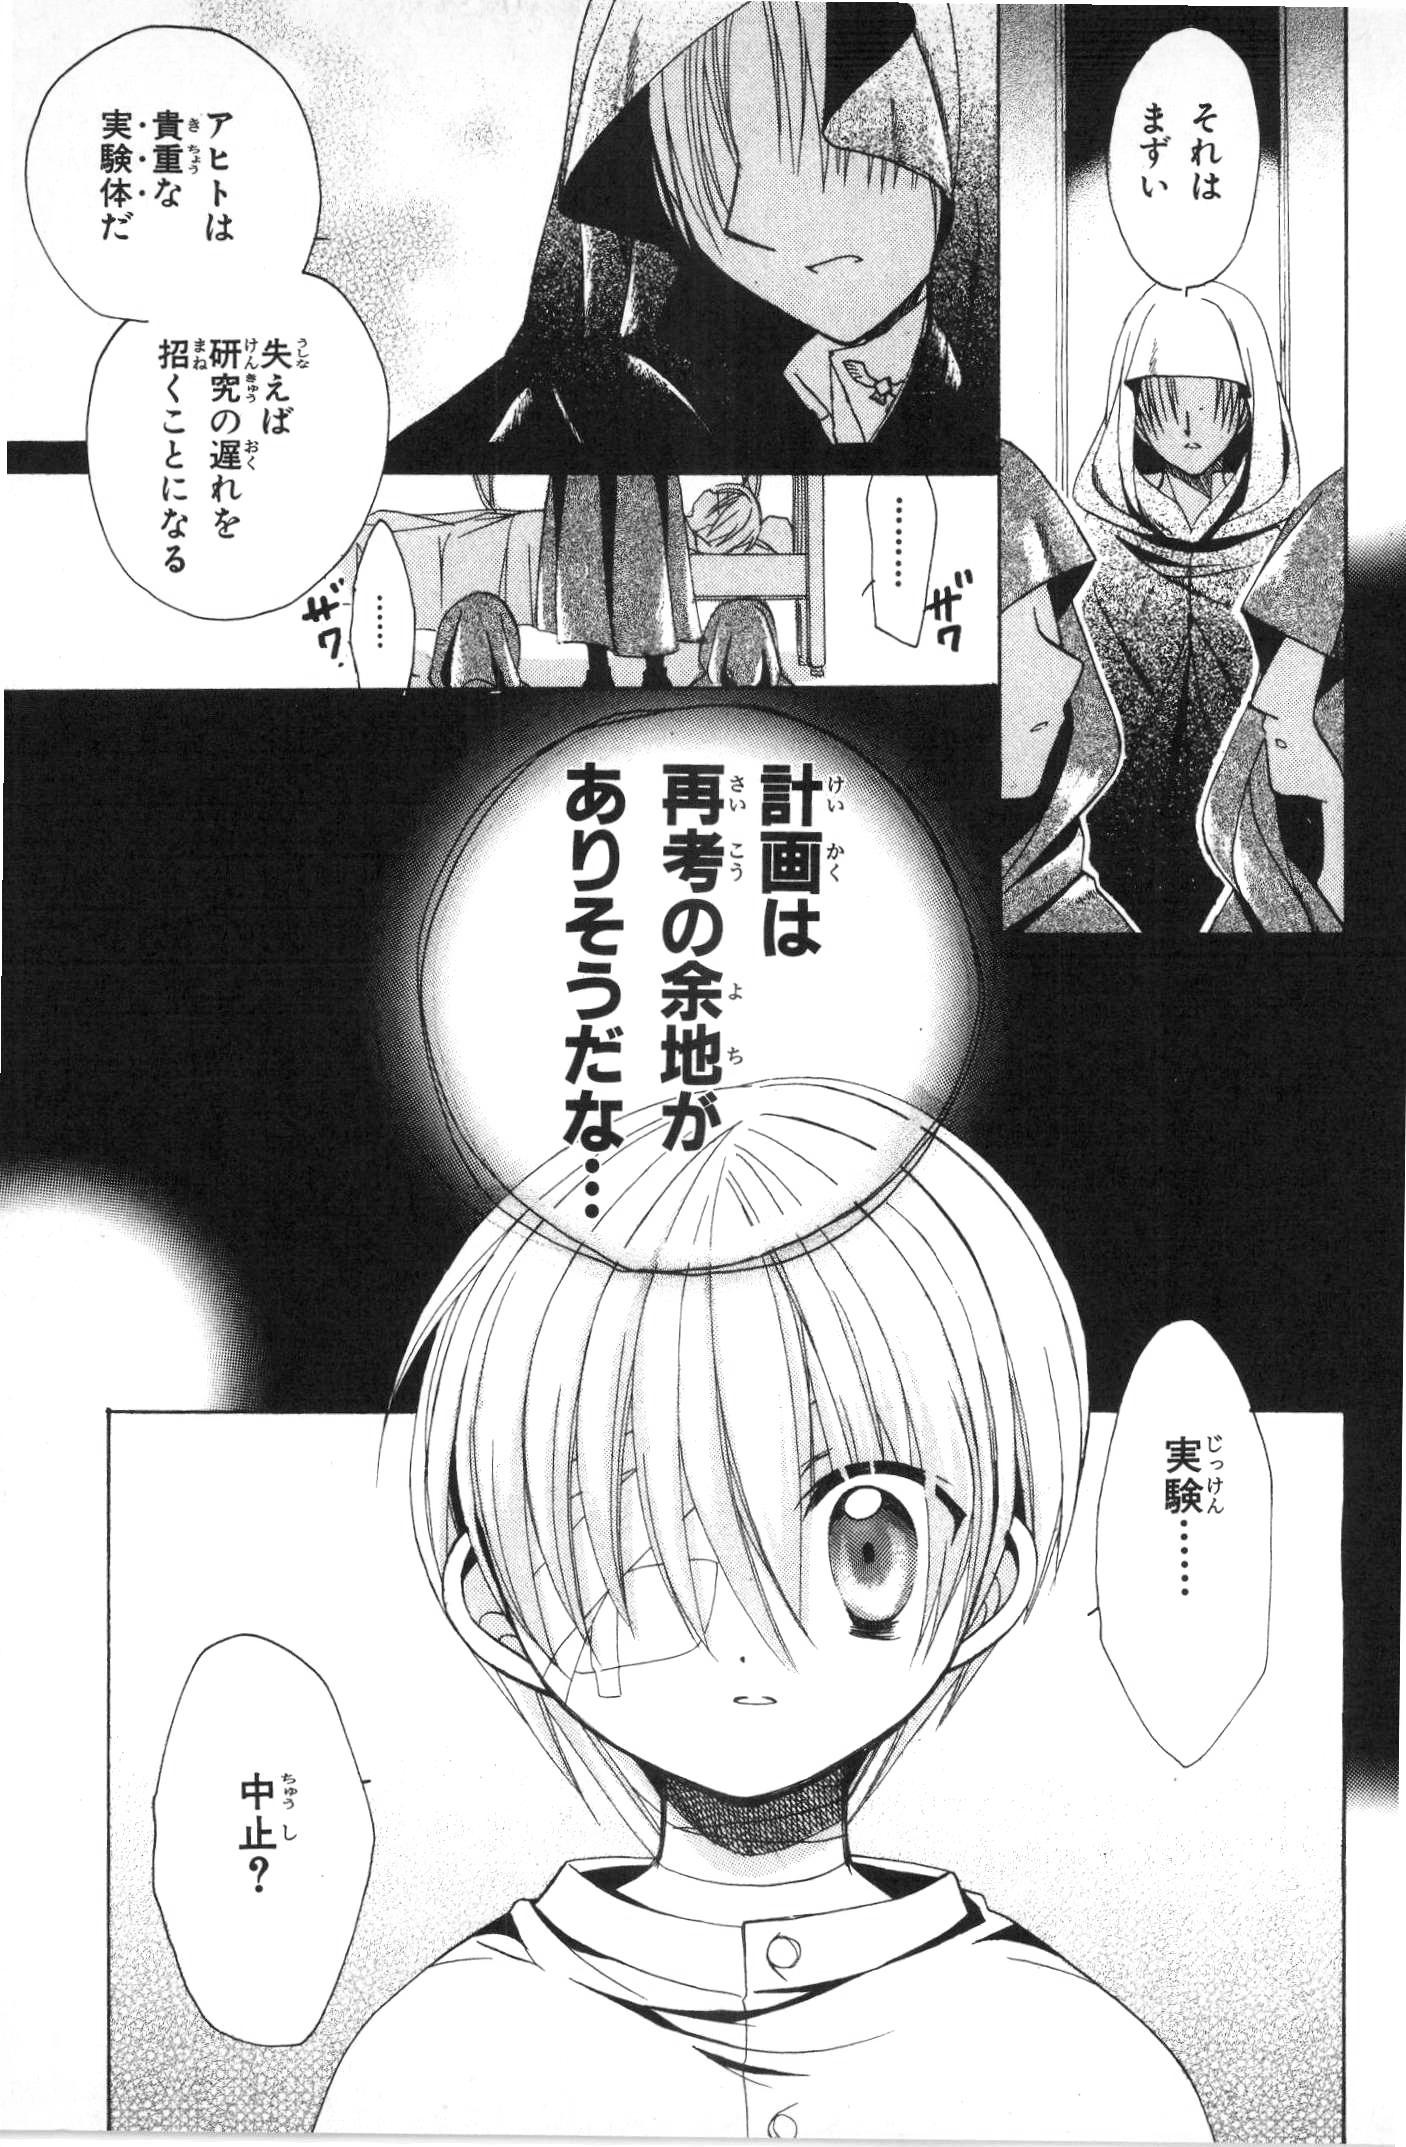 それは
まずい
アヒトは
貴重な
実験体だ
失えば
研究の遅れを
招くことになる
………
ザワ
……
ザワ
計画は
再考の余地が
ありそうだな…
実験……
中止？